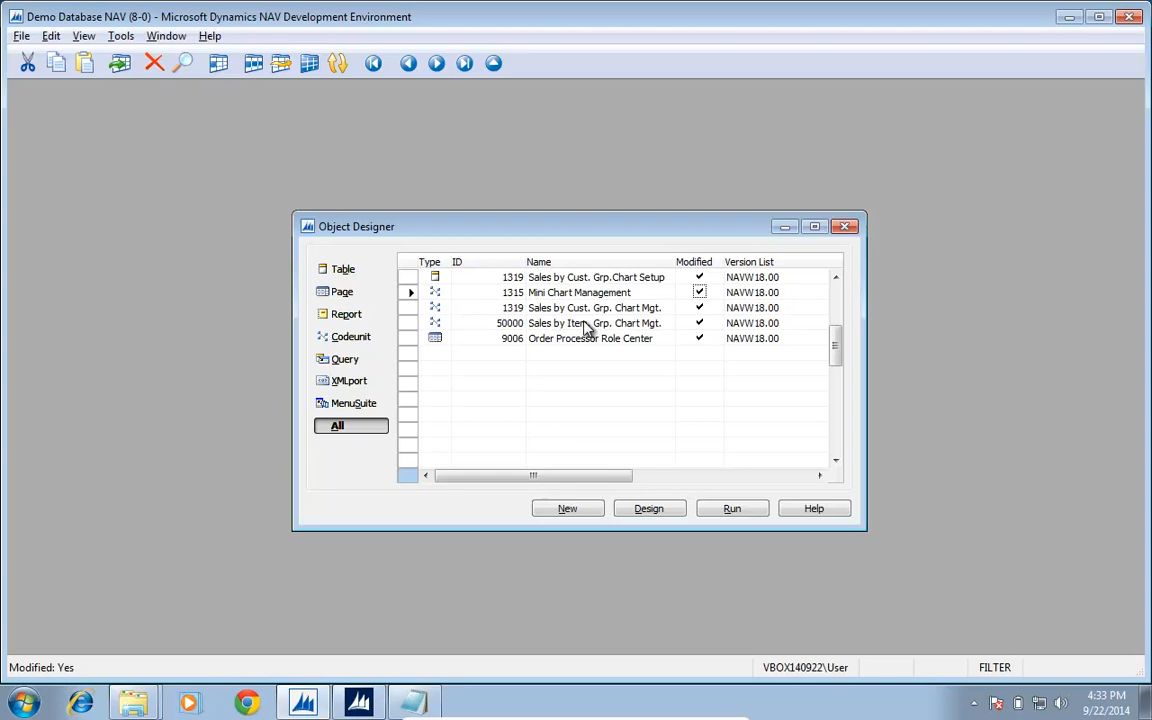 Demo Database NAV (8-0) - Microsoft Dynamics NAV Development Environment
File Edit View Tools Window Help
Object Designer
Type ID Name Modified Version List
Table
Page
Report
Codeunit
Query
XMLport
MenuSuite
All
1319 Sales by Cust. Grp.Chart Setup NAVW18.00
1315 Mini Chart Management NAVW18.00
1319 Sales by Cust. Grp. Chart Mgt. NAVW18.00
50000 Sales by Item Grp. Chart Mgt. NAVW18.00
9006 Order Processor Role Center NAVW18.00
New Design Run Help
Modified: Yes VBOX140922\User FILTER
4:33 PM
9/22/2014